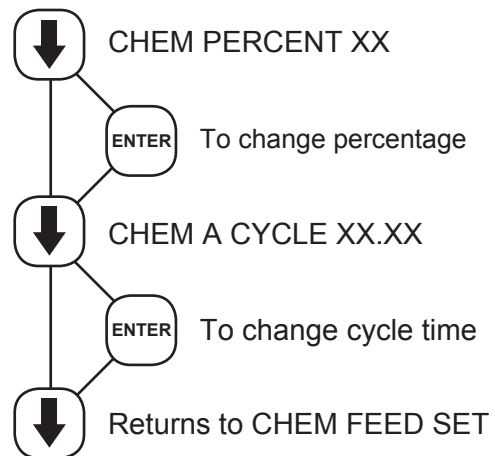 CHEM PERCENT XX
ENTER To change percentage
CHEM A CYCLE XX.XX
ENTER To change cycle time
Returns to CHEM FEED SET